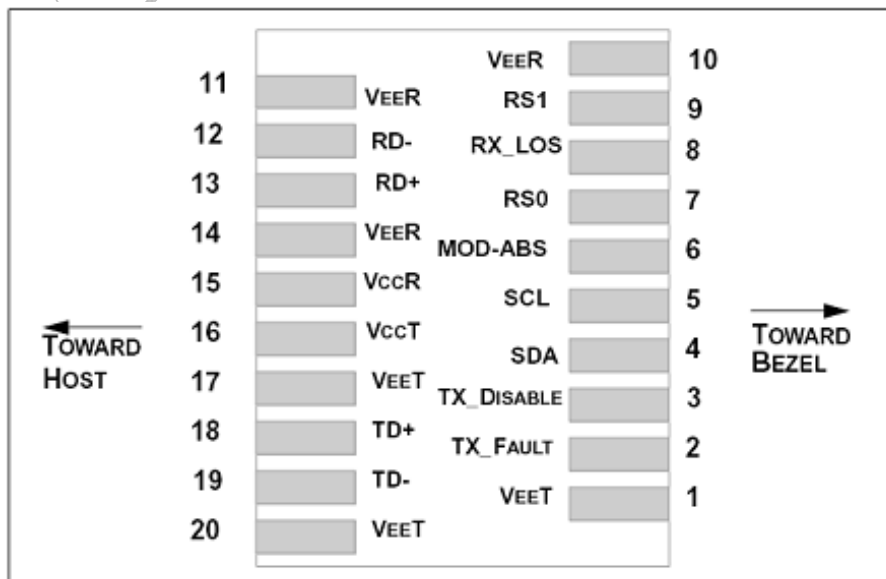 11 VEER
12 RD-
13 RD+
14 VEER
15 VCCR
16 VCCT
17 VEET
18 TD+
19 TD-
20 VEET
VEER 10
RS1 9
RX_LOS 8
RS0 7
MOD-ABS 6
SCL 5
SDA 4
TX_DISABLE 3
TX_FAULT 2
VEET 1
TOWARD
HOST
TOWARD
BEZEL